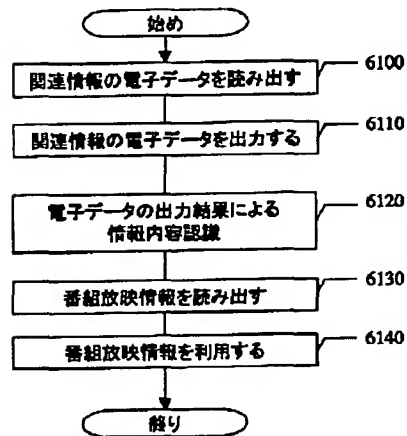 始め
関連情報の電子データを読み出す
6100
関連情報の電子データを出力する
6110
電子データの出力結果による
情報内容認識
6120
番組放映情報を読み出す
6130
番組放映情報を利用する
6140
終り